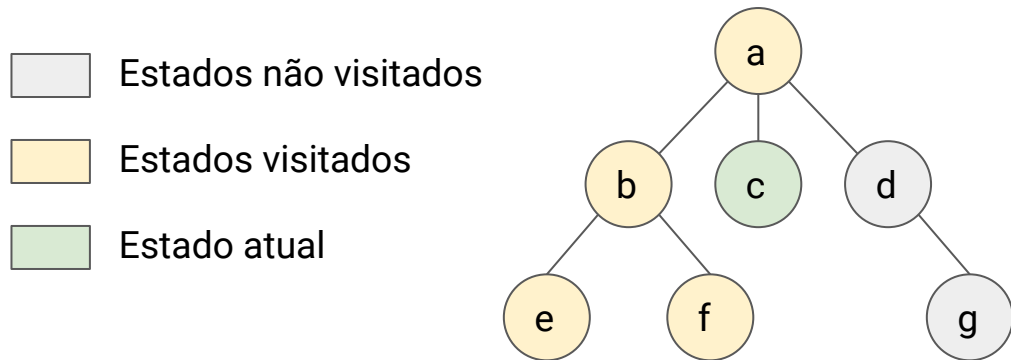 Estados não visitados
Estados visitados
Estado atual
a
b c d
e f g